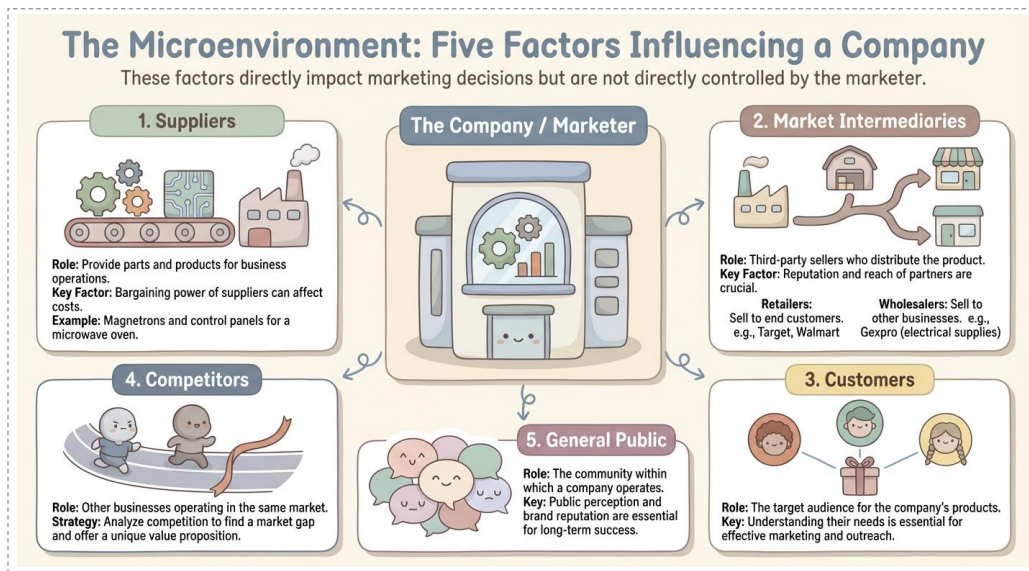 The Microenvironment: Five Factors Influencing a Company
These factors directly impact marketing decisions but are not directly controlled by the marketer.
1. Suppliers
Role: Provide parts and products for business
operations.
Key Factor: Bargaining power of suppliers can affect
costs.
Example: Magnetrons and control panels for a
microwave oven.
The Company / Marketer
2. Market Intermediaries
Role: Third-party sellers who distribute the product.
Key Factor: Reputation and reach of partners are
crucial.
Retailers:
Sell to end customers.
e.g., Target, Walmart
Wholesalers: Sell to
other businesses. e.g.,
Gexpro (electrical supplies)
4. Competitors
Role: Other businesses operating in the same market.
Strategy: Analyze competition to find a market gap
and offer a unique value proposition.
5. General Public
Role: The community within
which a company operates.
Key: Public perception and
brand reputation are essential
for long-term success.
3. Customers
Role: The target audience for the company's products.
Key: Understanding their needs is essential for
effective marketing and outreach.